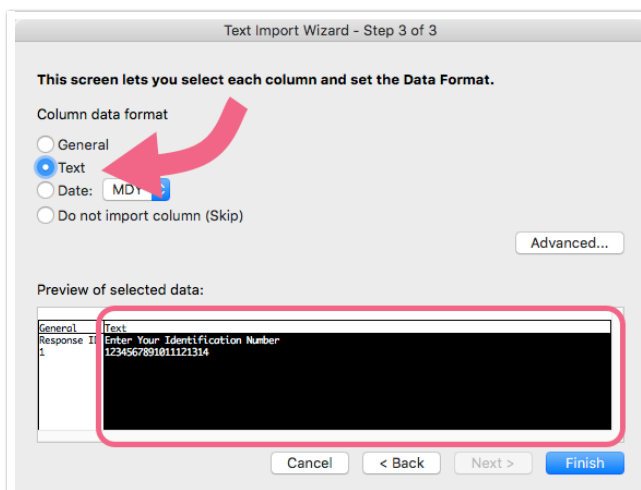 Text Import Wizard - Step 3 of 3
This screen lets you select each column and set the Data Format.
Column data format
General
Text
Date: MDY
Do not import column (Skip)
Advanced...
Preview of selected data:
General Text
Response ID Enter Your Identification Number
1 1234567891011121314
Cancel < Back Next > Finish